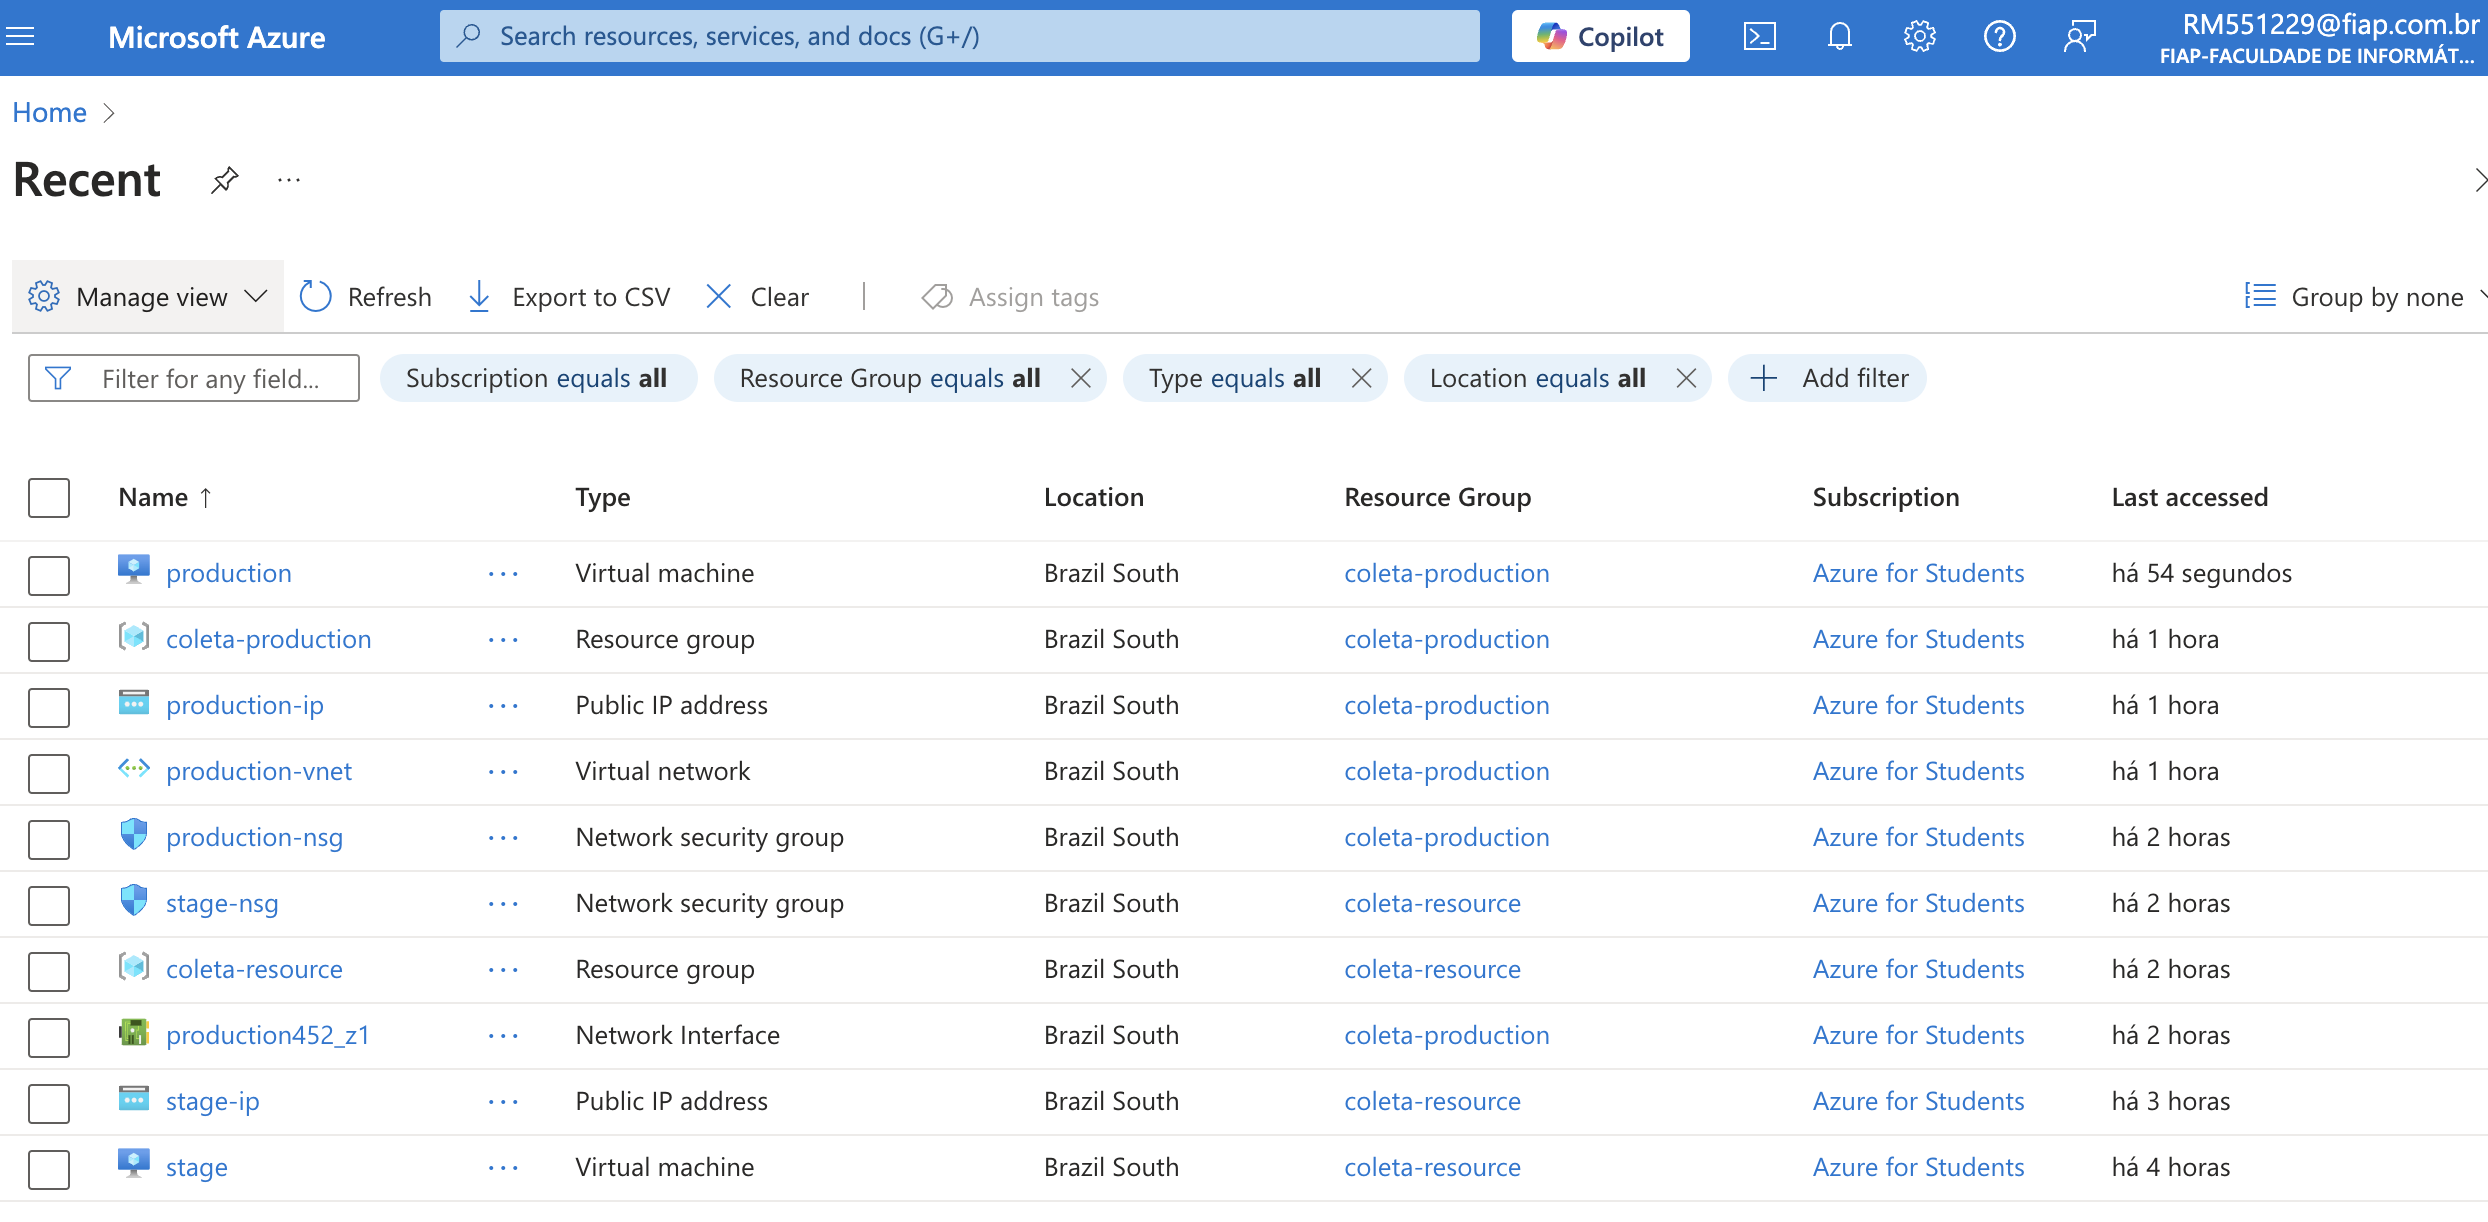 Microsoft Azure
Search resources, services, and docs (G+/)
Copilot
RM551229@fiap.com.br
FIAP-FACULDADE DE INFORMÁT...
Home
Recent
Manage view
Refresh
Export to CSV
Clear
Assign tags
Group by none
Filter for any field...
Subscription equals all
Resource Group equals all
Type equals all
Location equals all
Add filter
Name ↑ Type Location Resource Group Subscription Last accessed
production ... Virtual machine Brazil South coleta-production Azure for Students há 54 segundos
coleta-production ... Resource group Brazil South coleta-production Azure for Students há 1 hora
production-ip ... Public IP address Brazil South coleta-production Azure for Students há 1 hora
production-vnet ... Virtual network Brazil South coleta-production Azure for Students há 1 hora
production-nsg ... Network security group Brazil South coleta-production Azure for Students há 2 horas
stage-nsg ... Network security group Brazil South coleta-resource Azure for Students há 2 horas
coleta-resource ... Resource group Brazil South coleta-resource Azure for Students há 2 horas
production452_z1 ... Network Interface Brazil South coleta-production Azure for Students há 2 horas
stage-ip ... Public IP address Brazil South coleta-resource Azure for Students há 3 horas
stage ... Virtual machine Brazil South coleta-resource Azure for Students há 4 horas